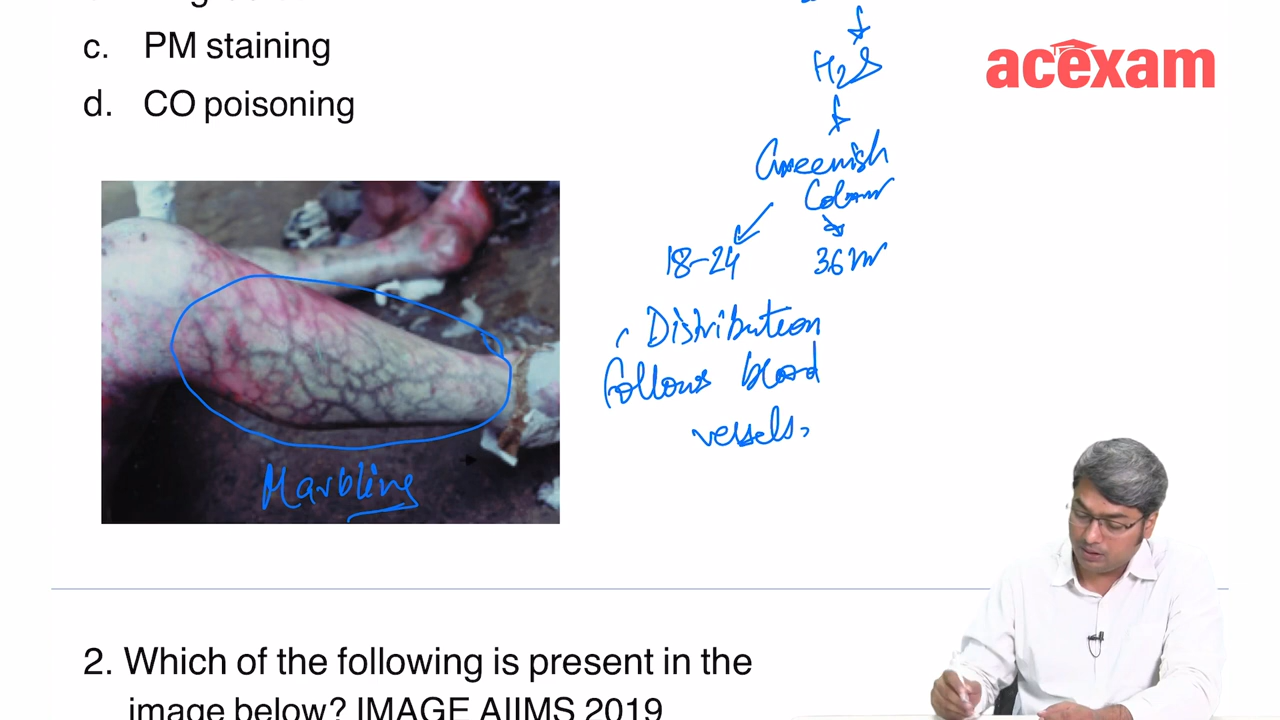 c. PM staining
d. CO poisoning
acexam
H2S
Greenish
Colour
18-24
36 hr
Distribution
follows blood
vessels,
Marbling
2. Which of the following is present in the
image below? IMAGE AIIMS 2019